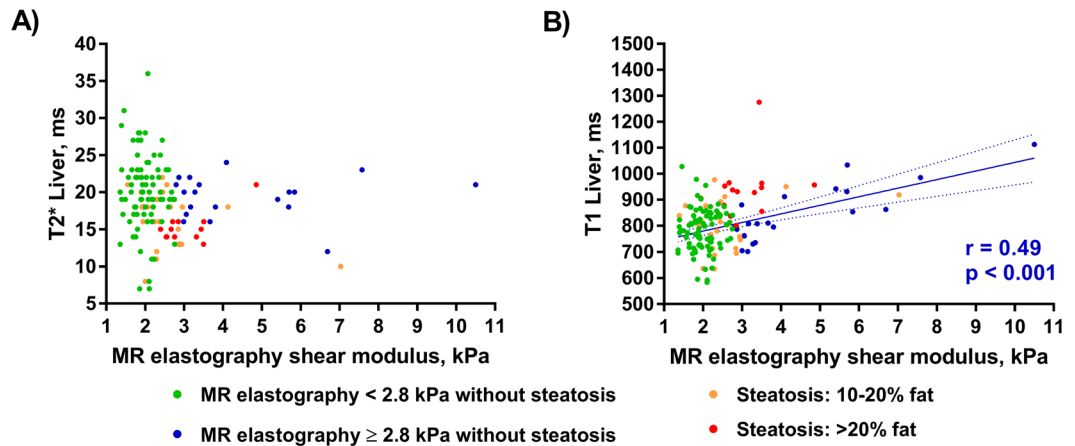 A)
40
35
30
25
20
15
10
5
T2* Liver, ms
1 2 3 4 5 6 7 8 9 10 11
MR elastography shear modulus, kPa
B)
1500
1400
1300
1200
1100
1000
900
800
700
600
500
T1 Liver, ms
r = 0.49
p < 0.001
1 2 3 4 5 6 7 8 9 10 11
MR elastography shear modulus, kPa
MR elastography < 2.8 kPa without steatosis
MR elastography ≥ 2.8 kPa without steatosis
Steatosis: 10-20% fat
Steatosis: >20% fat